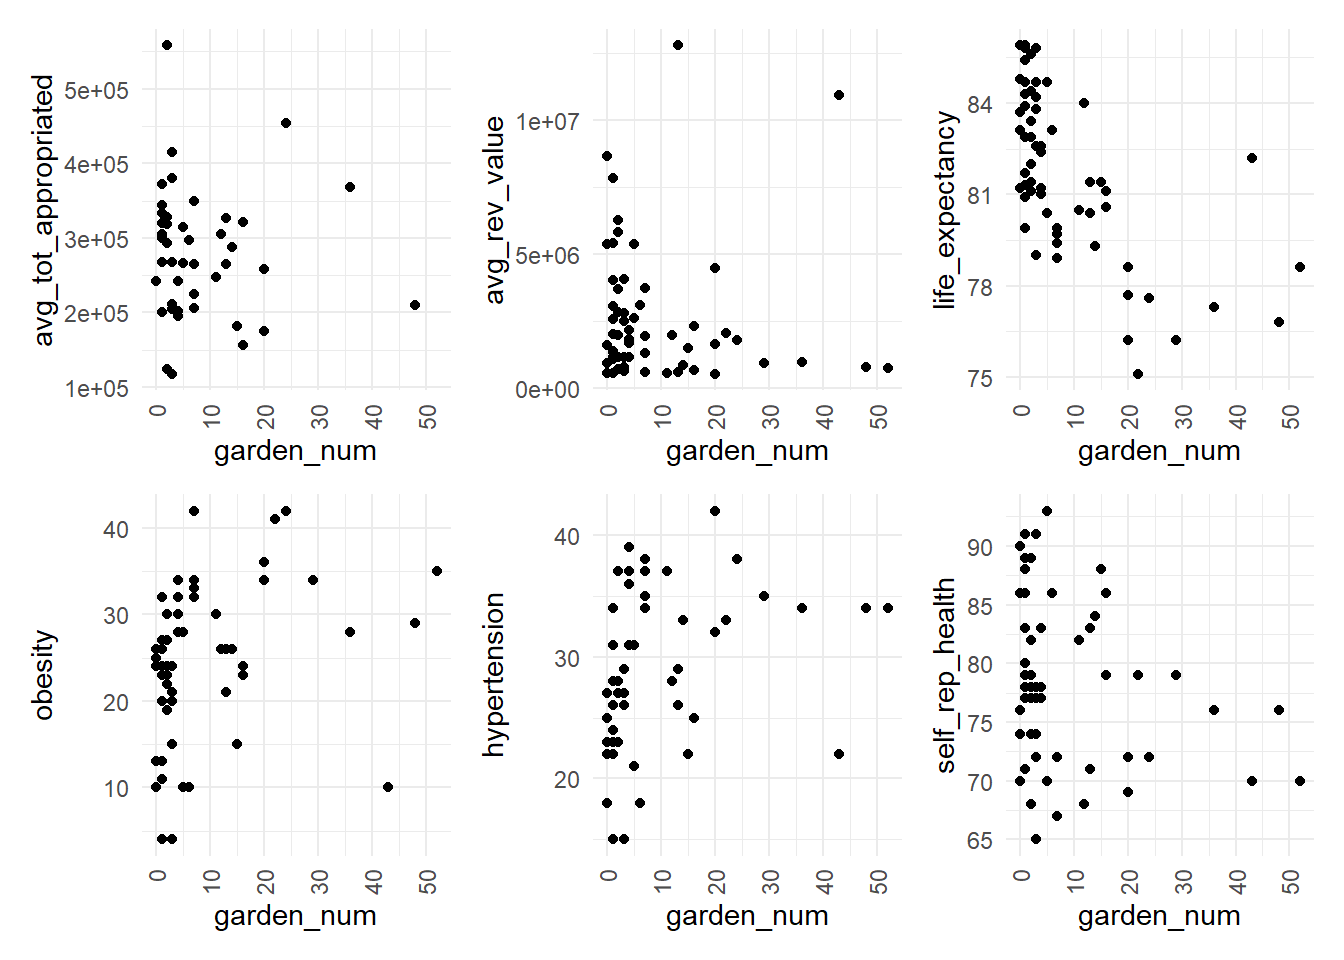 avg_tot_appropriated
5e+05
4e+05
3e+05
2e+05
1e+05
0
10
20
30
40
50
garden_num
avg_rev_value
1e+07
5e+06
0e+00
0
10
20
30
40
50
garden_num
life_expectancy
84
81
78
75
0
10
20
30
40
50
garden_num
obesity
40
30
20
10
0
10
20
30
40
50
garden_num
hypertension
40
30
20
0
10
20
30
40
50
garden_num
self_rep_health
90
85
80
75
70
65
0
10
20
30
40
50
garden_num